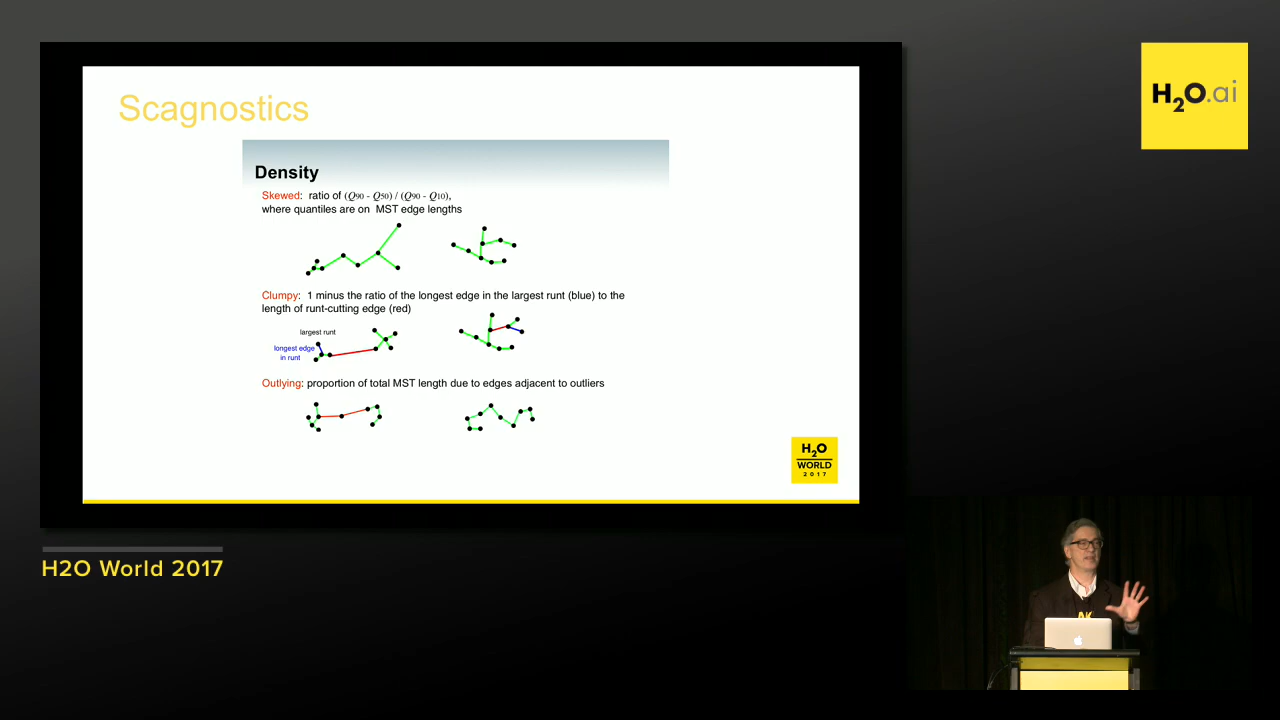 Scagnostics
Density
Skewed: ratio of (Q90 - Q50) / (Q90 - Q10),
where quantiles are on MST edge lengths
Clumpy: 1 minus the ratio of the longest edge in the largest runt (blue) to the
length of runt-cutting edge (red)
largest runt
longest edge
in runt
Outlying: proportion of total MST length due to edges adjacent to outliers
H2O
WORLD
2017
H2O.ai
H2O World 2017